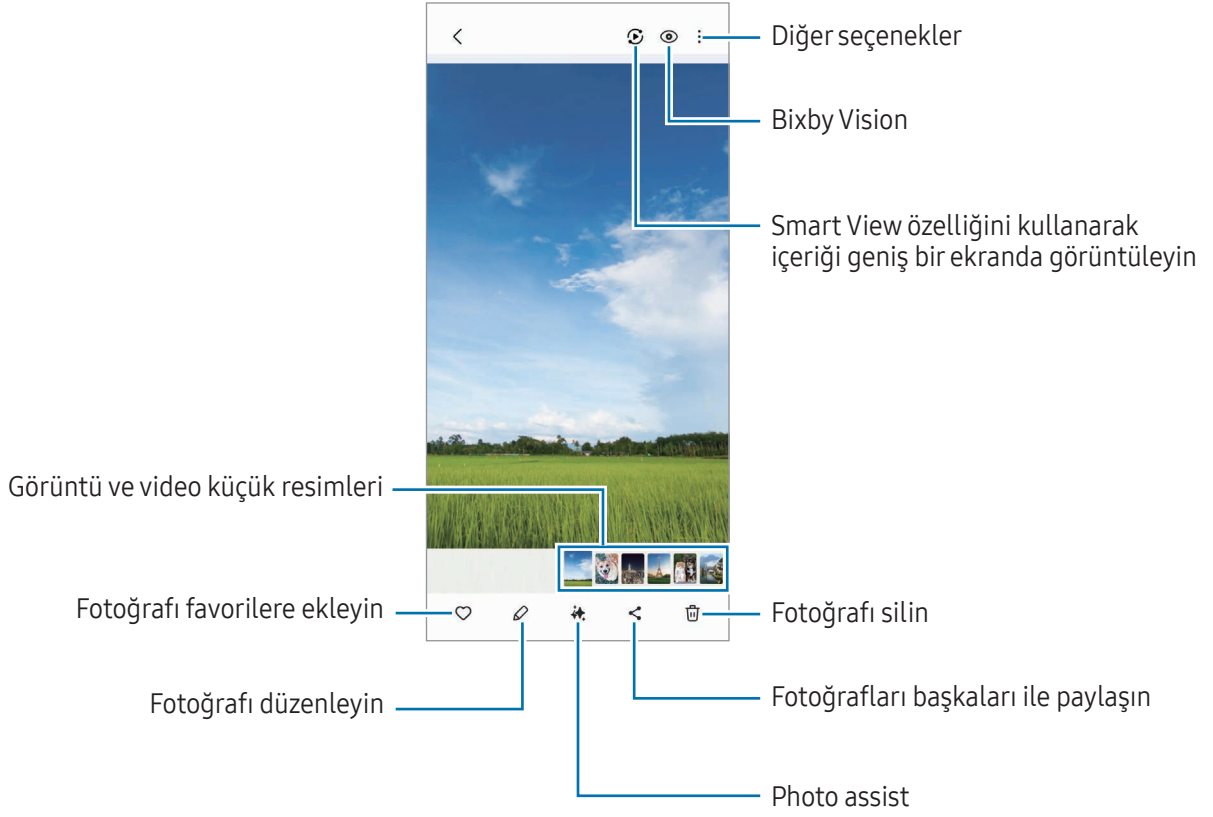 Diğer seçenekler
Bixby Vision
Smart View özelliğini kullanarak
içeriği geniş bir ekranda görüntüleyin
Görüntü ve video küçük resimleri
Fotoğrafı favorilere ekleyin
Fotoğrafı silin
Fotoğrafı düzenleyin
Fotoğrafları başkaları ile paylaşın
Photo assist